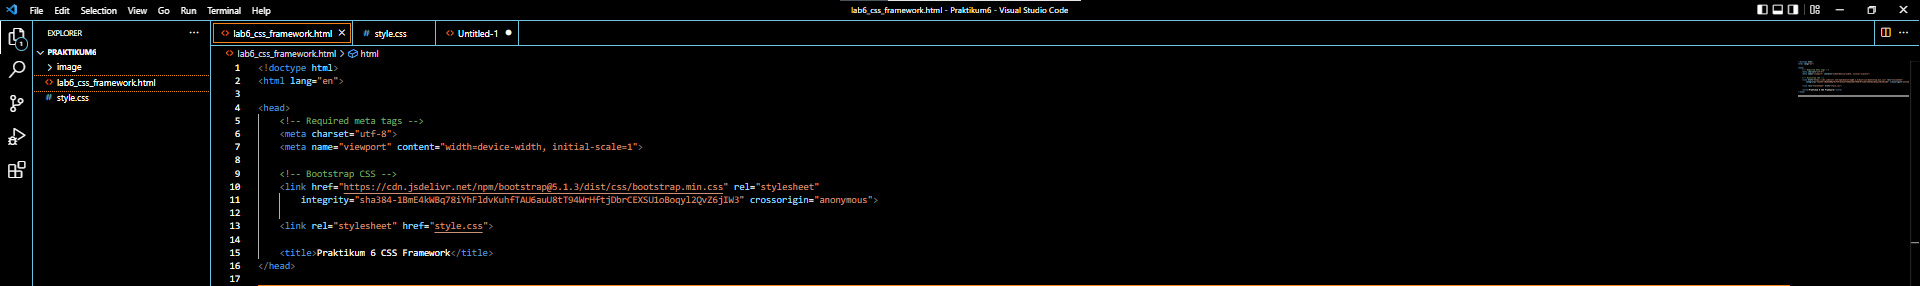 File Edit Selection View Go Run Terminal Help
lab6_css_framework.html - Praktikum6 - Visual Studio Code
EXPLORER ···
PRAKTIKUM6
image
lab6_css_framework.html
style.css
1
lab6_css_framework.html style.css Untitled-1
lab6_css_framework.html > html
1 <!doctype html>
2 <html lang="en">
3
4 <head>
5 <!-- Required meta tags -->
6 <meta charset="utf-8">
7 <meta name="viewport" content="width=device-width, initial-scale=1">
8
9 <!-- Bootstrap CSS -->
10 <link href="https://cdn.jsdelivr.net/npm/bootstrap@5.1.3/dist/css/bootstrap.min.css" rel="stylesheet"
11 integrity="sha384-1BmE4kWBq78iYhFldvKuhfTAU6auU8tT94WrHftjDbrCEXSU1oBoqyl2QvZ6jIW3" crossorigin="anonymous">
12
13 <link rel="stylesheet" href="style.css">
14
15 <title>Praktikum 6 CSS Framework</title>
16 </head>
17